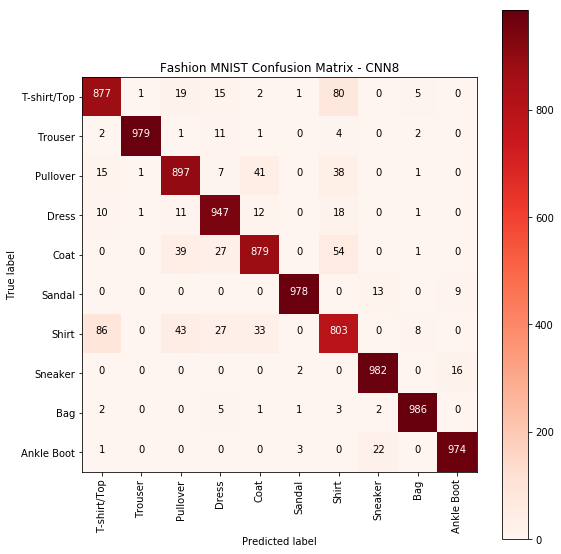 Fashion MNIST Confusion Matrix - CNN8
True label
T-shirt/Top 877 1 19 15 2 1 80 0 5 0
Trouser 2 979 1 11 1 0 4 0 2 0
Pullover 15 1 897 7 41 0 38 0 1 0
Dress 10 1 11 947 12 0 18 0 1 0
Coat 0 0 39 27 879 0 54 0 1 0
Sandal 0 0 0 0 0 978 0 13 0 9
Shirt 86 0 43 27 33 0 803 0 8 0
Sneaker 0 0 0 0 0 2 0 982 0 16
Bag 2 0 0 5 1 1 3 2 986 0
Ankle Boot 1 0 0 0 0 3 0 22 0 974
T-shirt/Top Trouser Pullover Dress Coat Sandal Shirt Sneaker Bag Ankle Boot
Predicted label
800
600
400
200
0